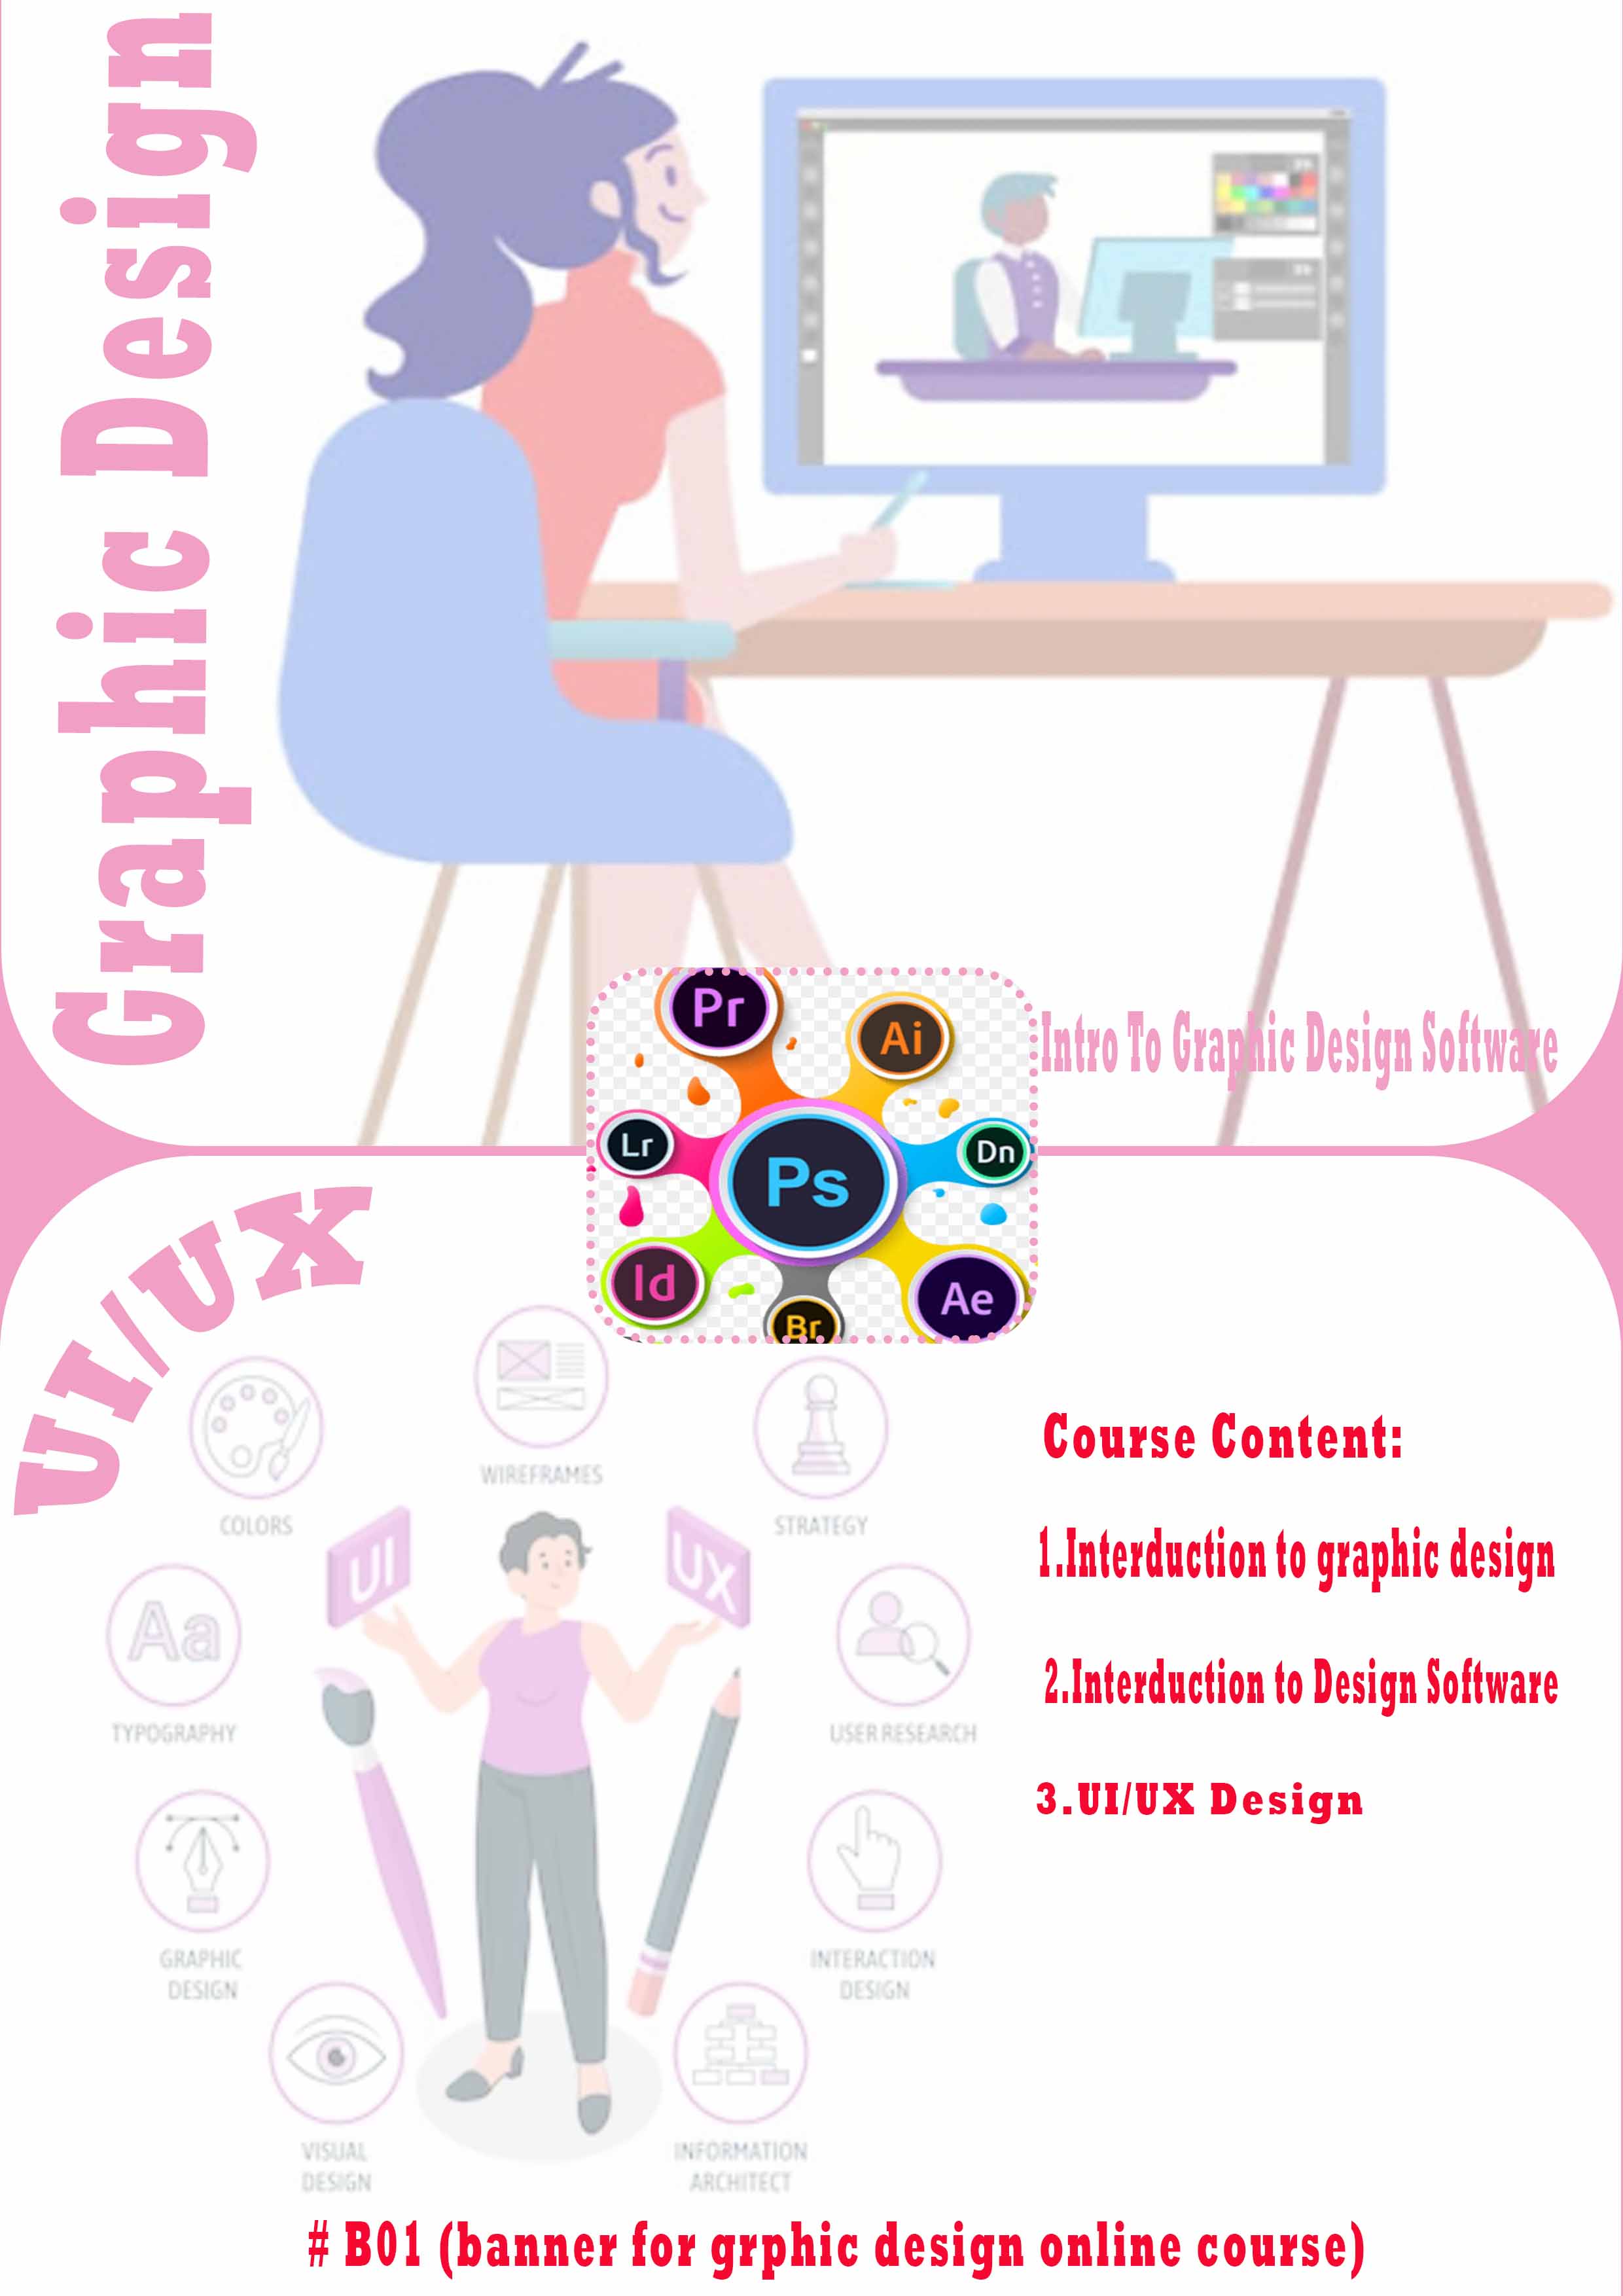 Graphic Design
Pr
Ai
Intro To Graphic Design Software
Lr
Dn
Ps
Id
Ae
Br
UI/UX
WIREFRAMES
COLORS
STRATEGY
UI
UX
Aa
TYPOGRAPHY
USER RESEARCH
GRAPHIC
DESIGN
INTERACTION
DESIGN
VISUAL
DESIGN
INFORMATION
ARCHITECT
Course Content:
1.Interduction to graphic design
2.Interduction to Design Software
3.UI/UX Design
# B01 (banner for grphic design online course)